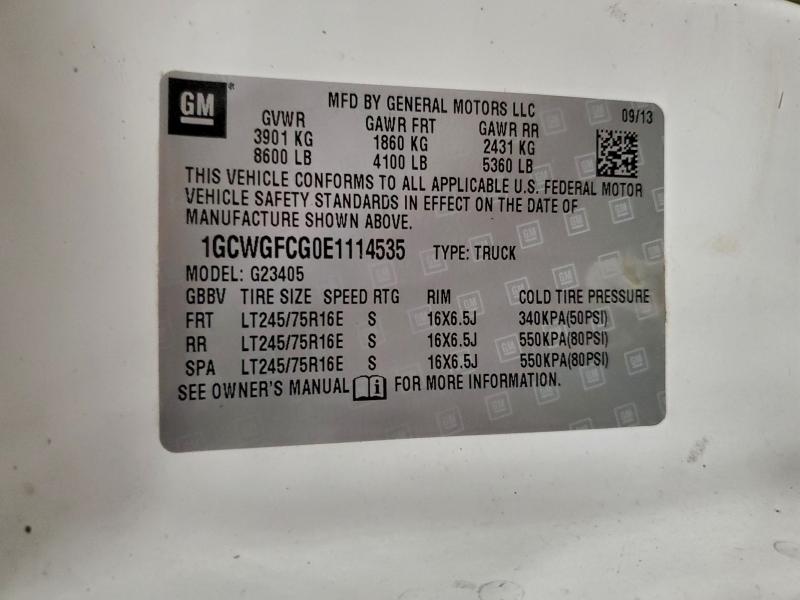 GM
MFD BY GENERAL MOTORS LLC
09/13
GVWR GAWR FRT GAWR RR
3901 KG 1860 KG 2431 KG
8600 LB 4100 LB 5360 LB
THIS VEHICLE CONFORMS TO ALL APPLICABLE U.S. FEDERAL MOTOR
VEHICLE SAFETY STANDARDS IN EFFECT ON THE DATE OF
MANUFACTURE SHOWN ABOVE.
1GCWGFCG0E1114535 TYPE: TRUCK
MODEL: G23405
GBBV TIRE SIZE SPEED RTG RIM COLD TIRE PRESSURE
FRT LT245/75R16E S 16X6.5J 340KPA(50PSI)
RR LT245/75R16E S 16X6.5J 550KPA(80PSI)
SPA LT245/75R16E S 16X6.5J 550KPA(80PSI)
SEE OWNER'S MANUAL FOR MORE INFORMATION.